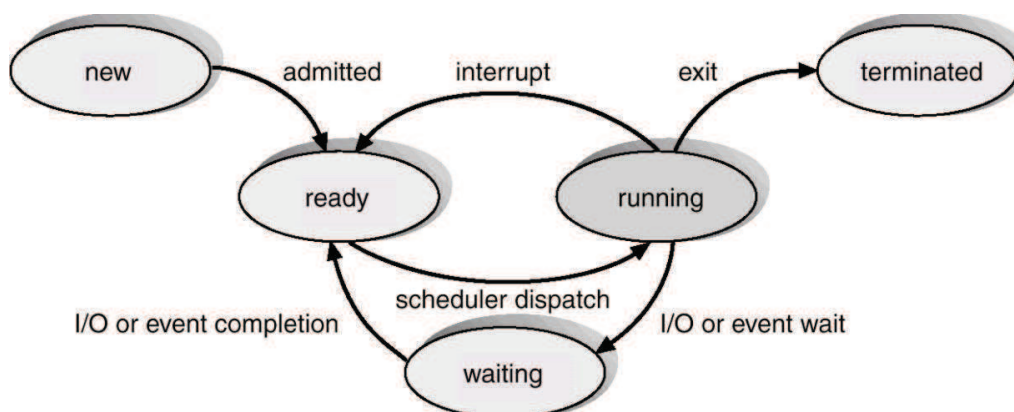 new
admitted
interrupt
exit
terminated
ready
running
scheduler dispatch
I/O or event completion
I/O or event wait
waiting